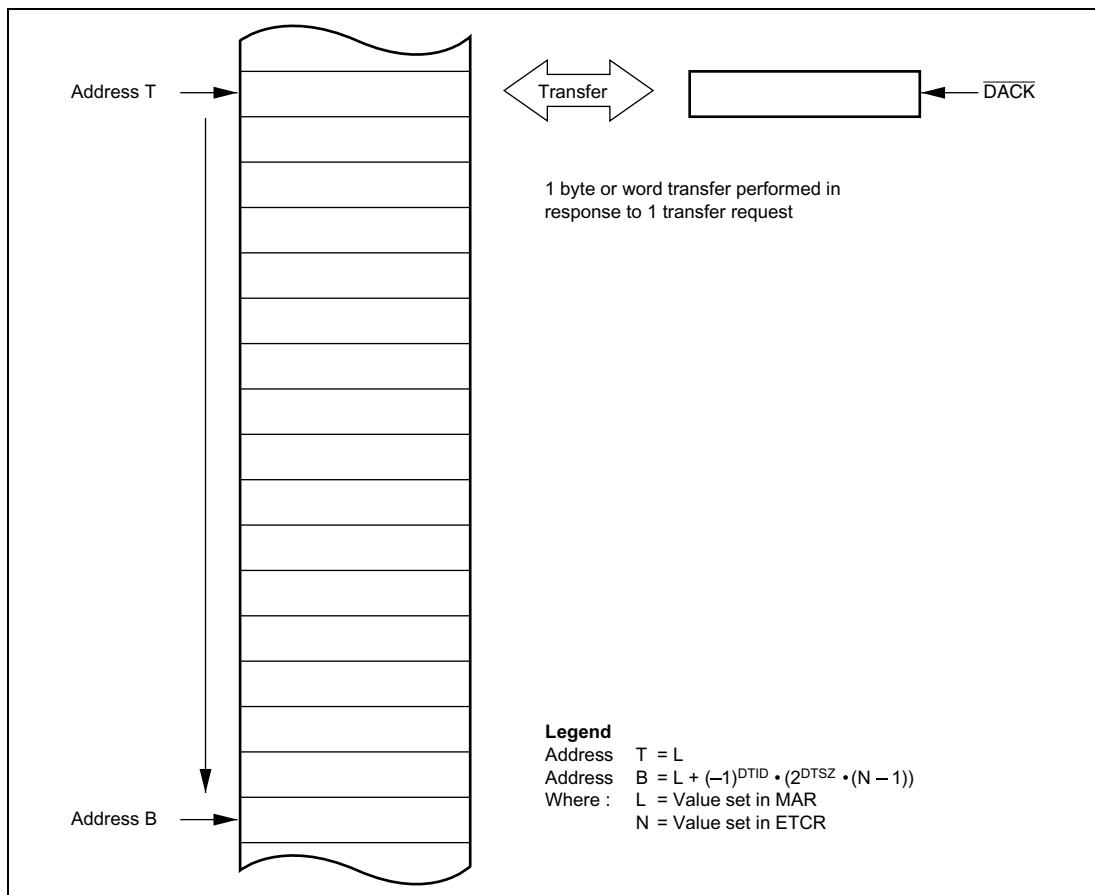 Address T
Transfer
DACK
1 byte or word transfer performed in
response to 1 transfer request
Legend
Address T = L
Address B = L + (–1)^DTID • (2^DTSZ • (N – 1))
Where : L = Value set in MAR
N = Value set in ETCR
Address B